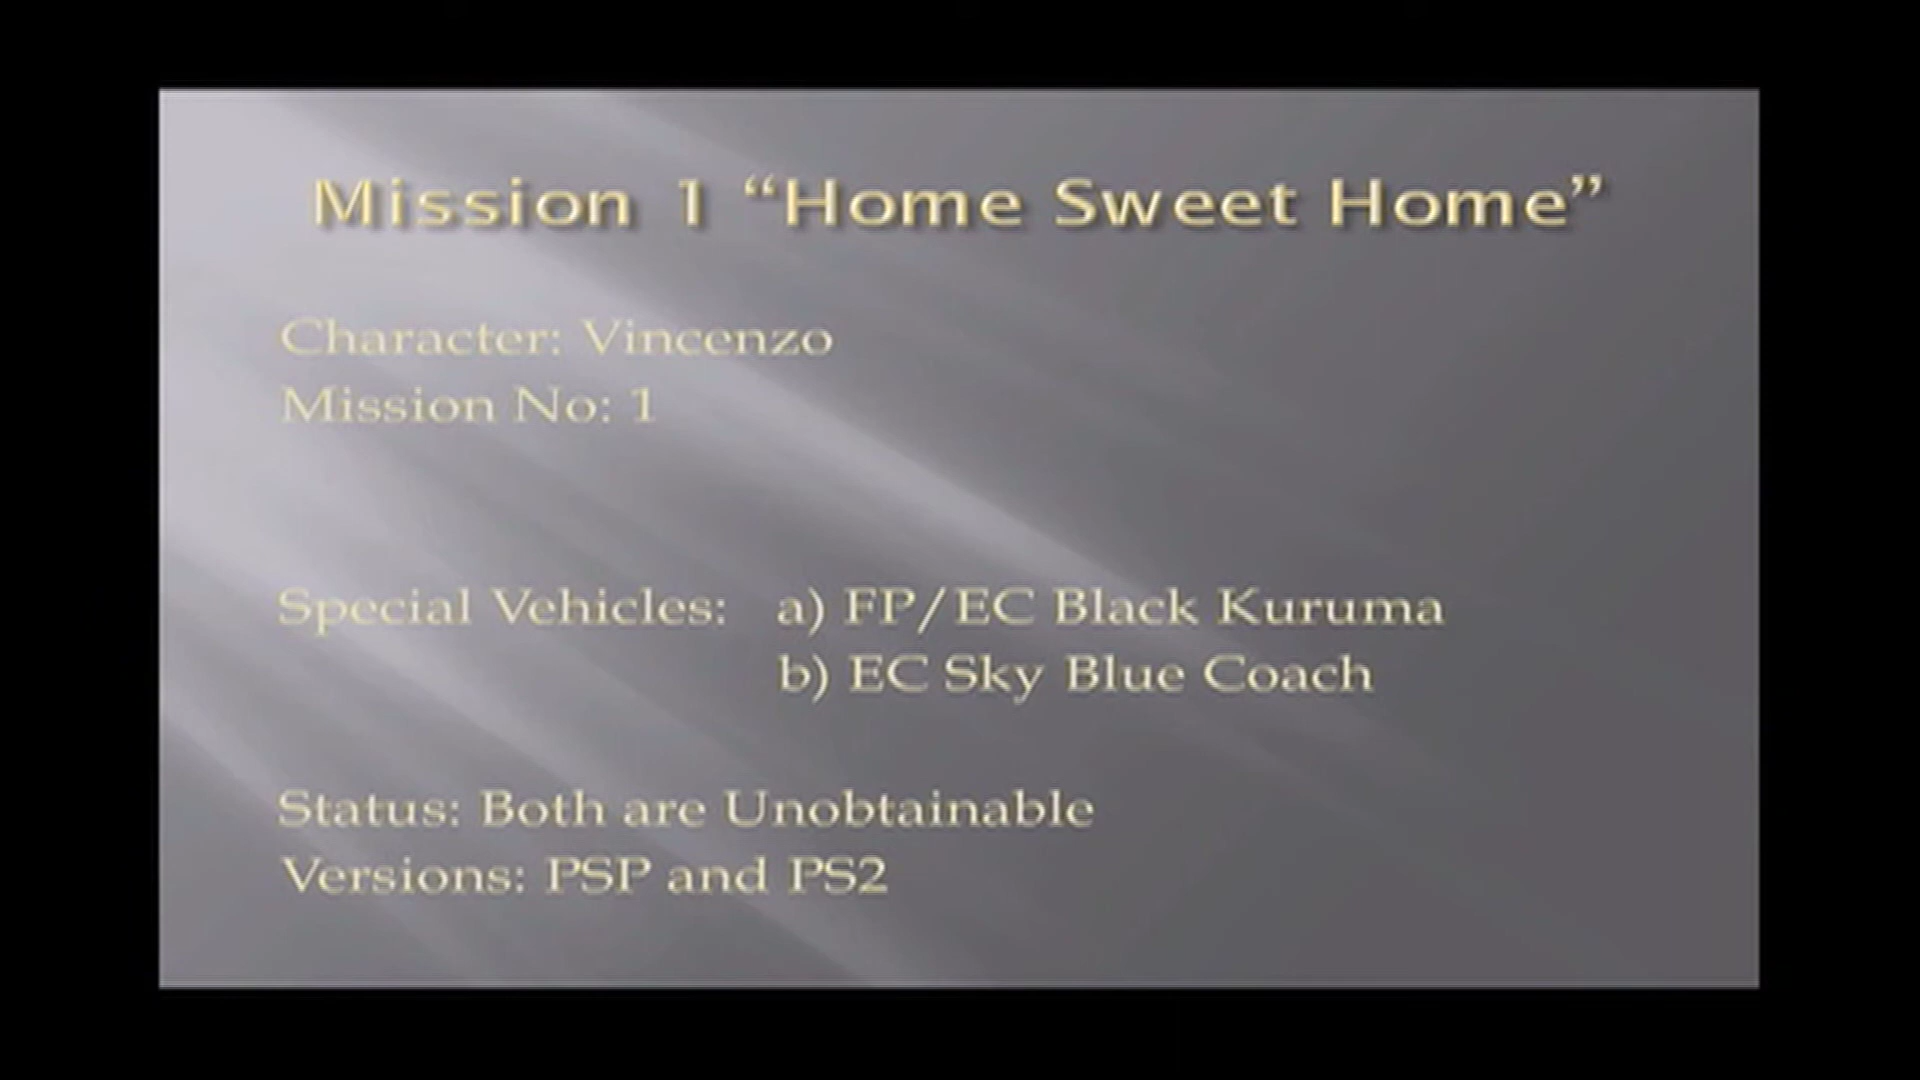 Mission 1 “Home Sweet Home”
Character: Vincenzo
Mission No: 1
Special Vehicles: a) FP/EC Black Kuruma
b) EC Sky Blue Coach
Status: Both are Unobtainable
Versions: PSP and PS2